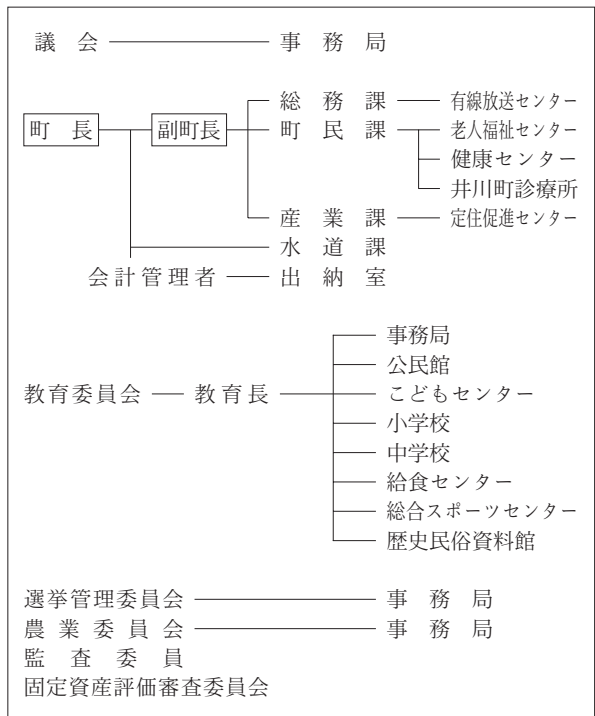 議会 事務局
総務課 有線放送センター
町長 副町長 町民課 老人福祉センター
健康センター
井川町診療所
産業課 定住促進センター
水道課
会計管理者 出納室
事務局
公民館
教育委員会 教育長 こどもセンター
小学校
中学校
給食センター
総合スポーツセンター
歴史民俗資料館
選挙管理委員会 事務局
農業委員会 事務局
監査委員
固定資産評価審査委員会